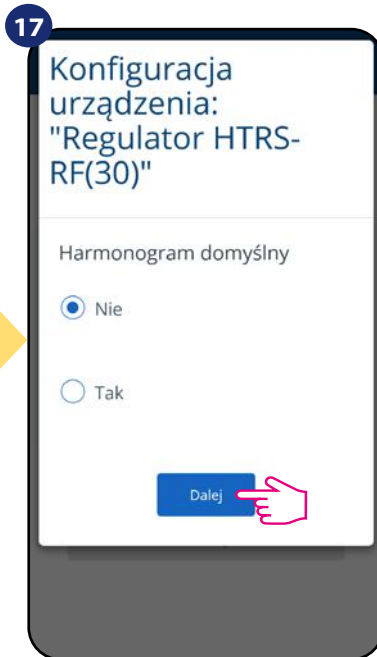 17
Konfiguracja
urządzenia:
"Regulator HTRS-
RF(30)"
Harmonogram domyślny
Nie
Tak
Dalej